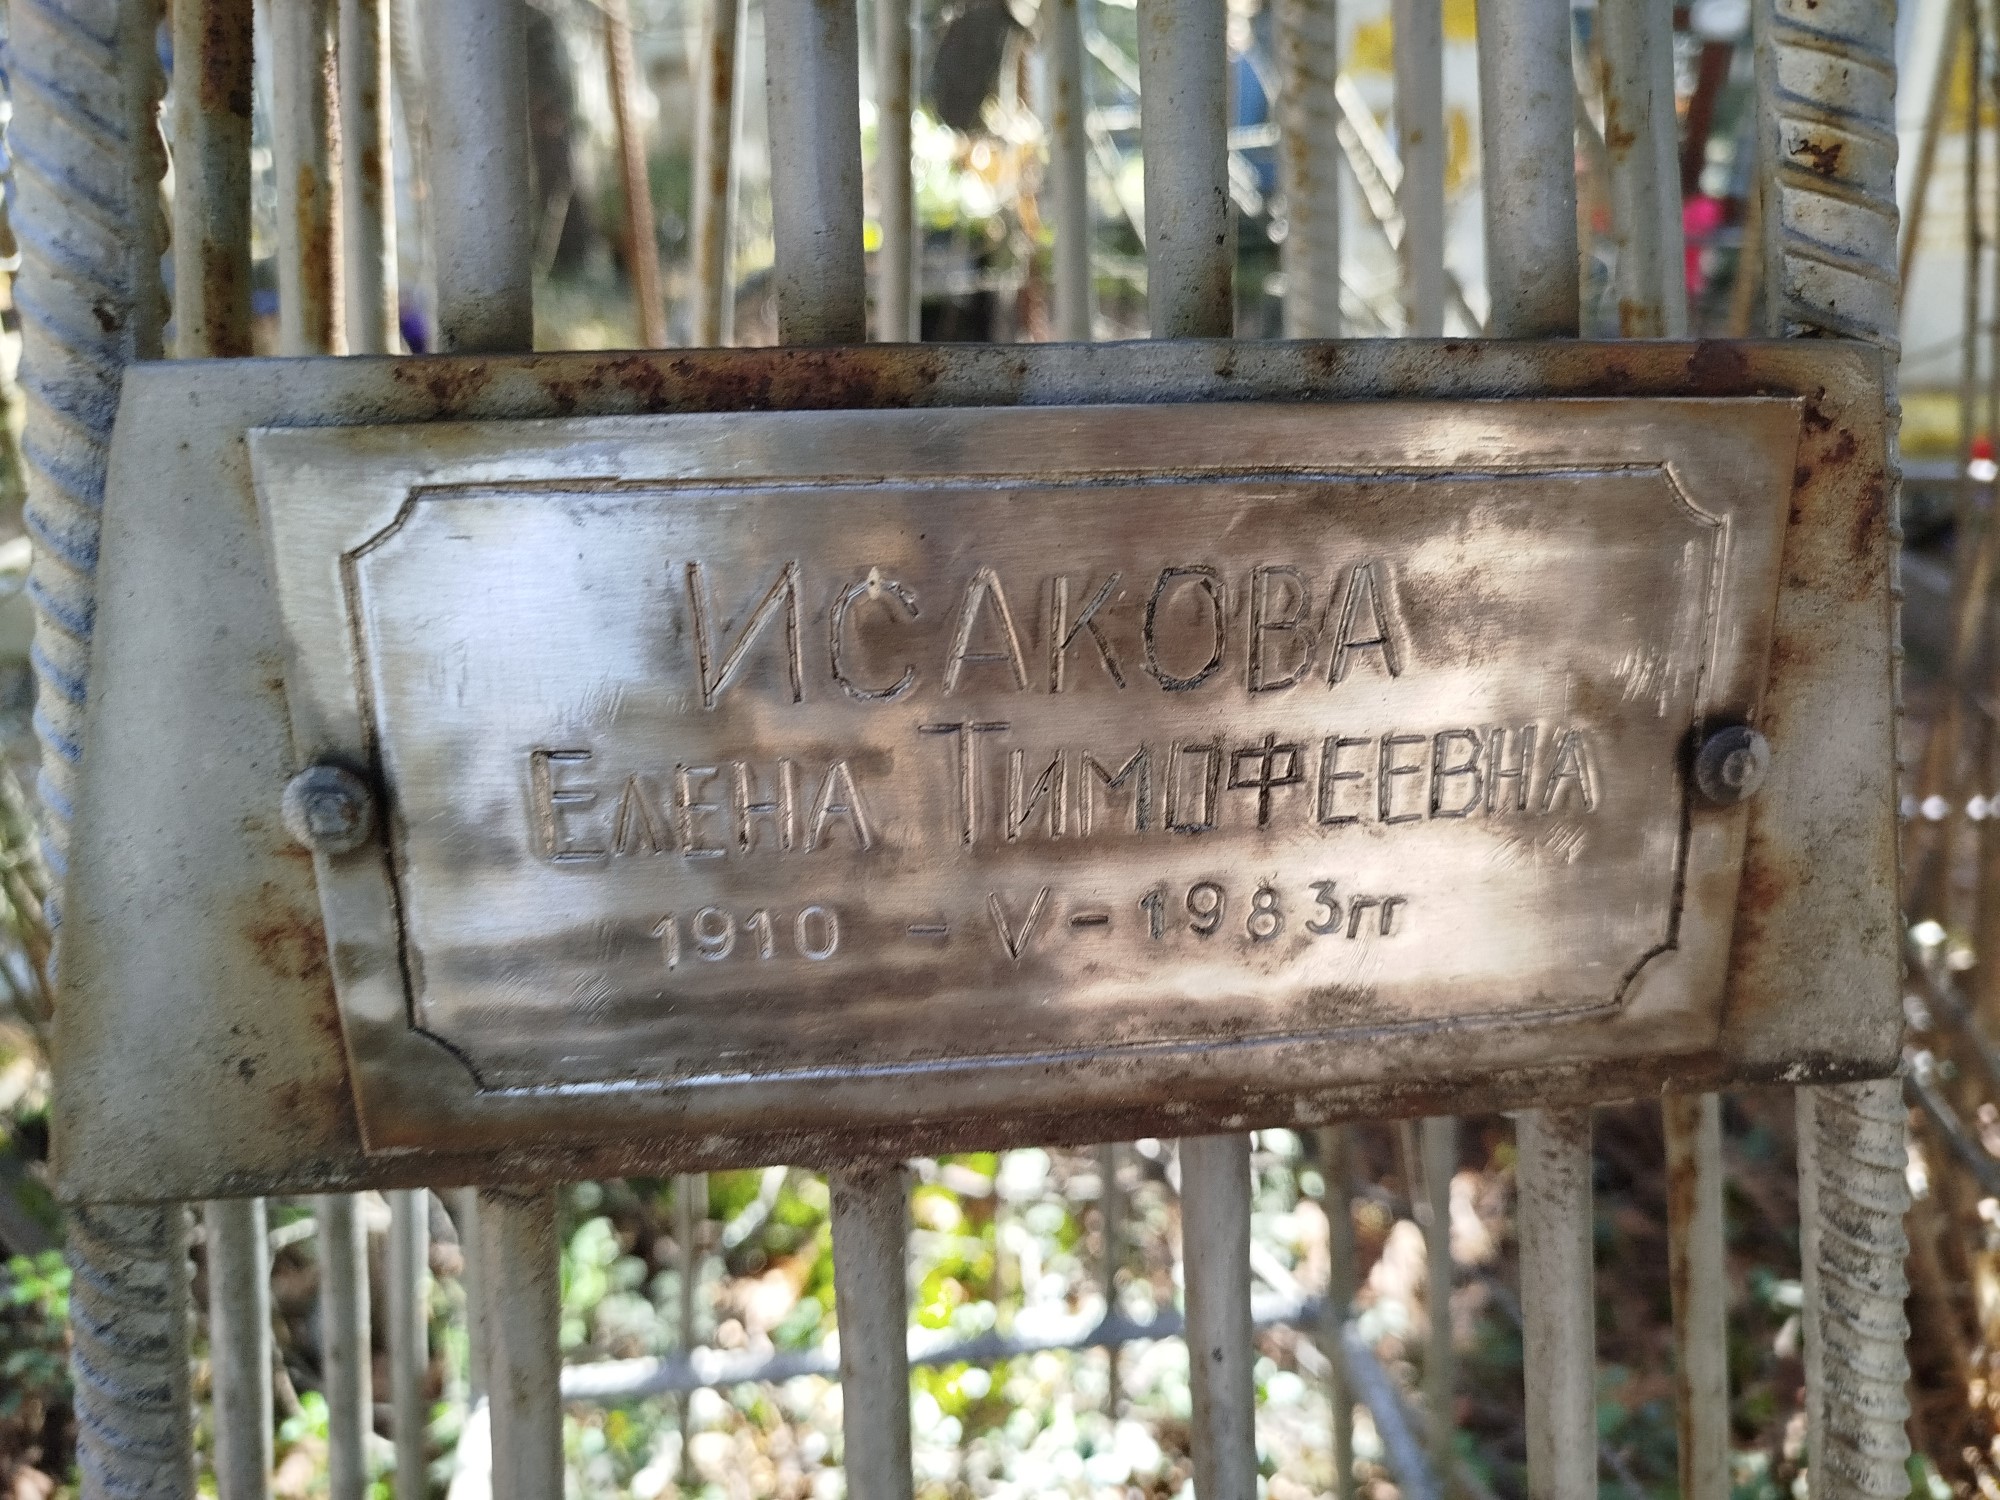 ИСАКОВА
ЕЛЕНА ТИМОФЕЕВНА
1910 - V - 1983гг